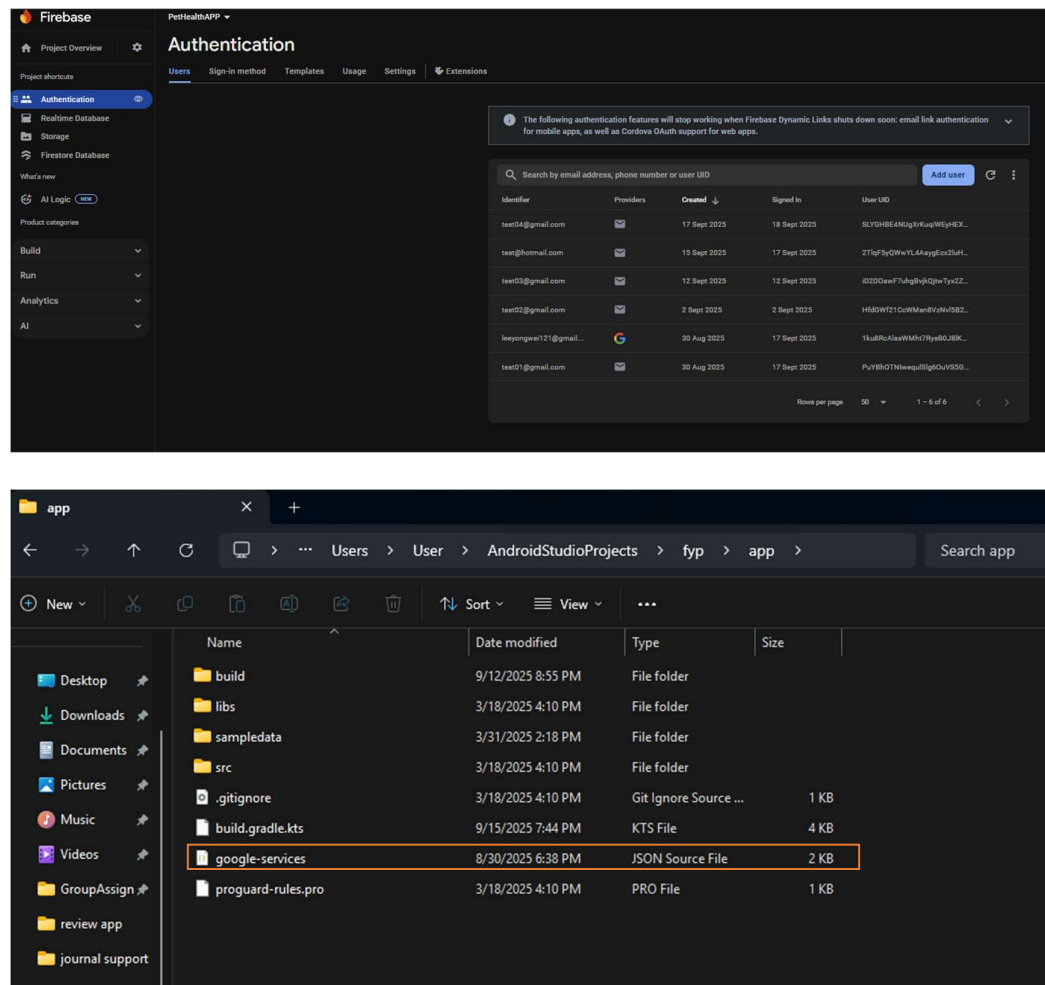 Firebase
PetHealthAPP
Project Overview
Authentication
Project shortcuts
Users Sign-in method Templates Usage Settings Extensions
Authentication
Realtime Database
Storage
Firestore Database
What's new
AI Logic NEW
Product categories
Build
Run
Analytics
AI
The following authentication features will stop working when Firebase Dynamic Links shuts down soon: email link authentication
for mobile apps, as well as Cordova OAuth support for web apps.
Search by email address, phone number or user UID Add user
Identifier Providers Created Signed In User UID
test04@gmail.com 17 Sept 2025 18 Sept 2025
test@hotmail.com 15 Sept 2025 17 Sept 2025
test03@gmail.com 12 Sept 2025 12 Sept 2025
test02@gmail.com 2 Sept 2025 2 Sept 2025
leeyongwei121@gmail... 30 Aug 2025 17 Sept 2025
test01@gmail.com 30 Aug 2025 17 Sept 2025
Rows per page 50 1 – 6 of 6
app
... Users > User > AndroidStudioProjects > fyp > app > Search app
New Sort View ...
Name Date modified Type Size
Desktop
Downloads
Documents
Pictures
Music
Videos
GroupAssign
review app
journal support
build 9/12/2025 8:55 PM File folder
libs 3/18/2025 4:10 PM File folder
sampledata 3/31/2025 2:18 PM File folder
src 3/18/2025 4:10 PM File folder
.gitignore 3/18/2025 4:10 PM Git Ignore Source ... 1 KB
build.gradle.kts 9/15/2025 7:44 PM KTS File 4 KB
google-services 8/30/2025 6:38 PM JSON Source File 2 KB
proguard-rules.pro 3/18/2025 4:10 PM PRO File 1 KB